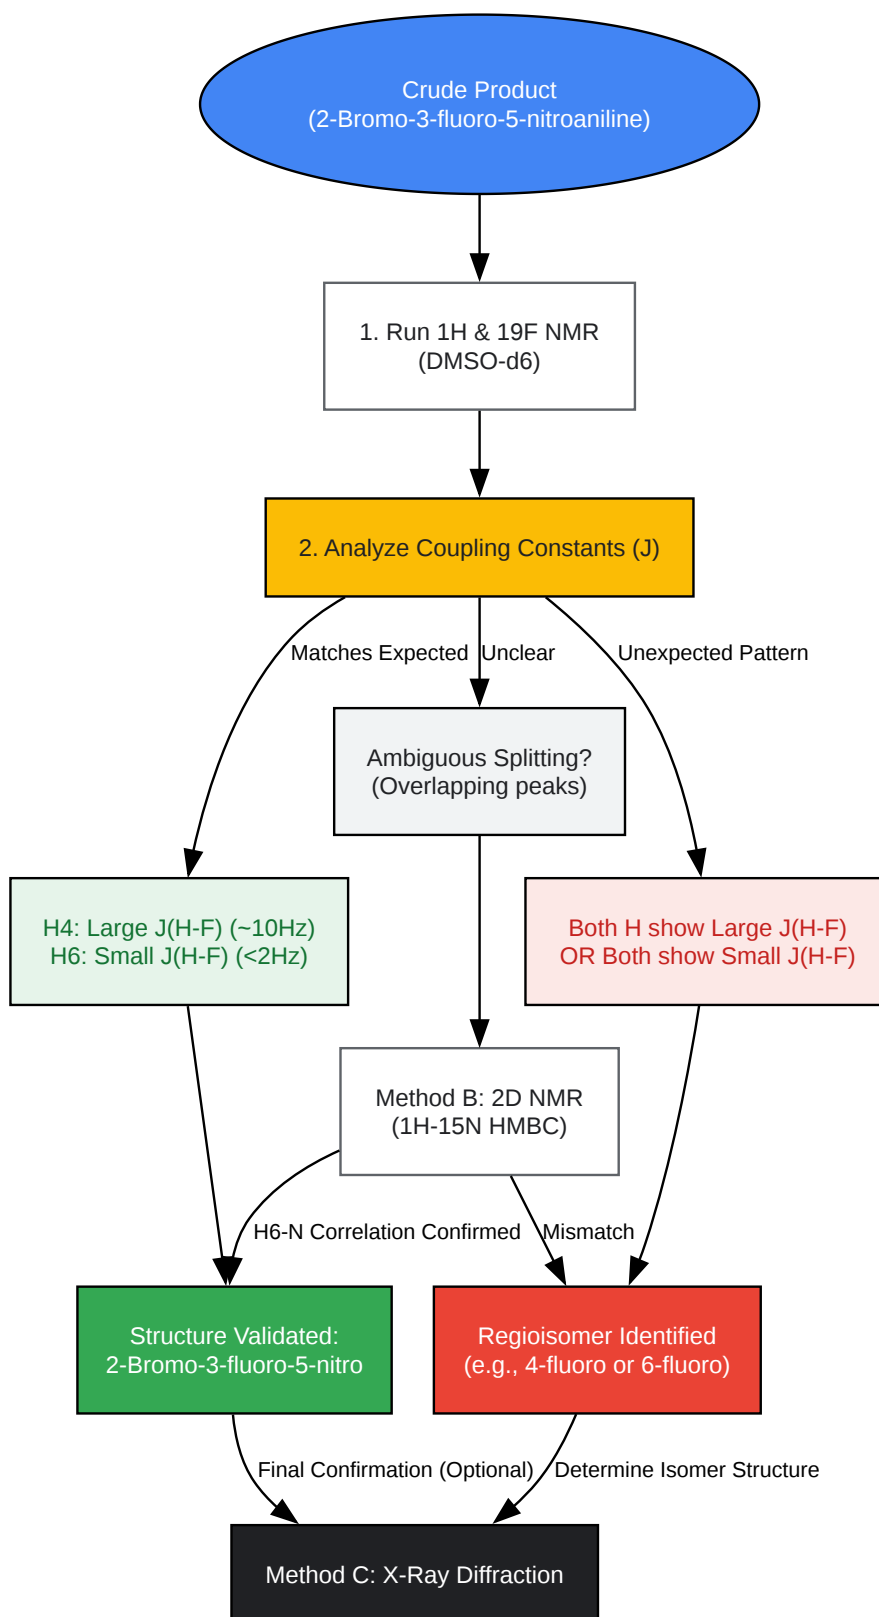 Crude Product
(2-Bromo-3-fluoro-5-nitroaniline)
1. Run 1H & 19F NMR
(DMSO-d6)
2. Analyze Coupling Constants (J)
Matches Expected
Unclear
Unexpected Pattern
Ambiguous Splitting?
(Overlapping peaks)
H4: Large J(H-F) (~10Hz)
H6: Small J(H-F) (<2Hz)
Both H show Large J(H-F)
OR Both show Small J(H-F)
Method B: 2D NMR
(1H-15N HMBC)
H6-N Correlation Confirmed
Mismatch
Structure Validated:
2-Bromo-3-fluoro-5-nitro
Regioisomer Identified
(e.g., 4-fluoro or 6-fluoro)
Final Confirmation (Optional)
Determine Isomer Structure
Method C: X-Ray Diffraction